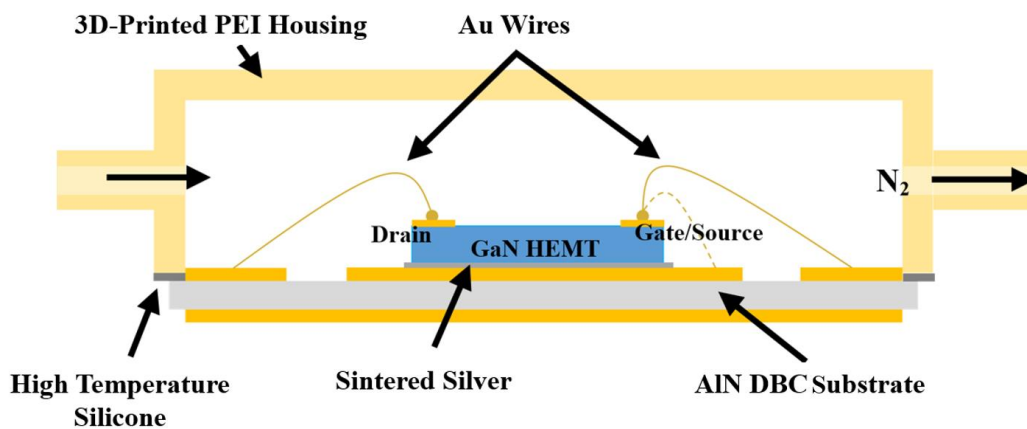 3D-Printed PEI Housing
Au Wires
N₂
Drain
Gate/Source
GaN HEMT
High Temperature
Silicone
Sintered Silver
AlN DBC Substrate